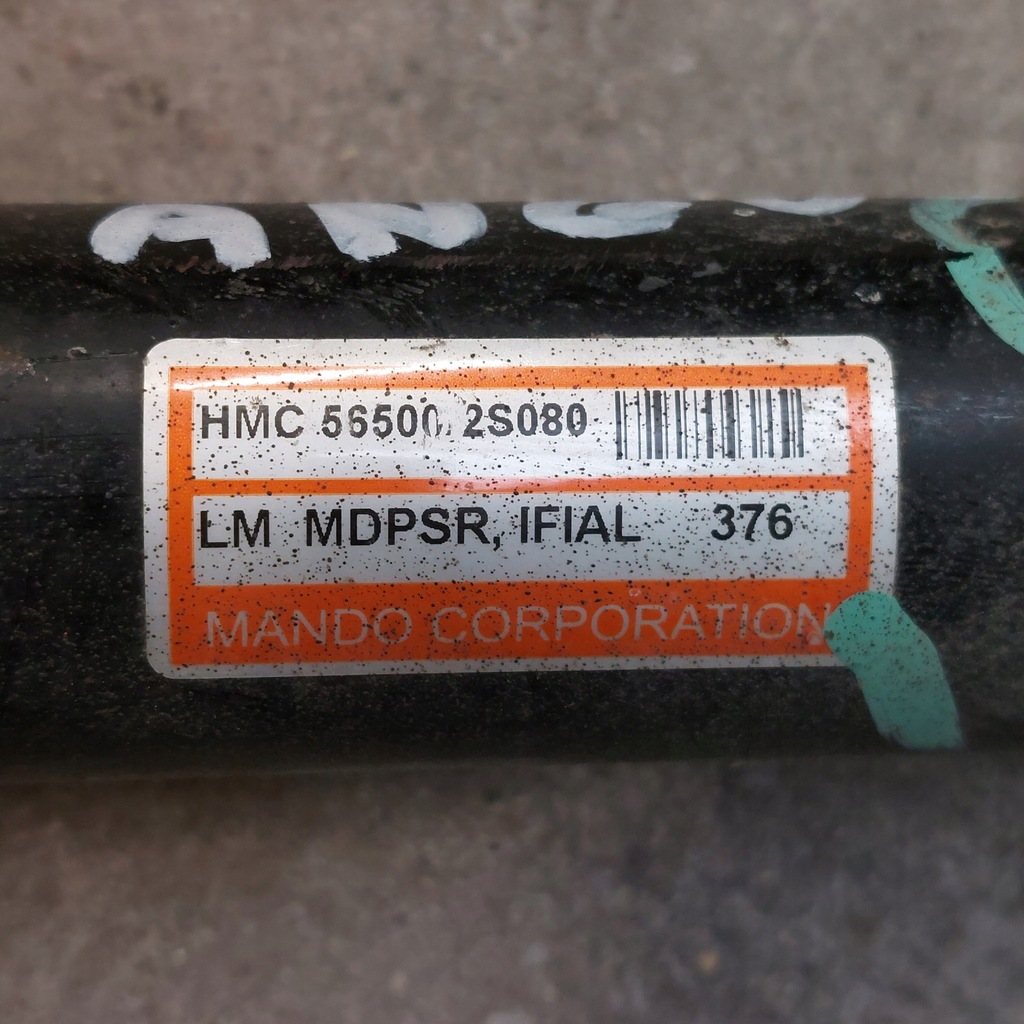 HMC 56500 2S080
LM MDPSR, IFIAL 376
MANDO CORPORATION